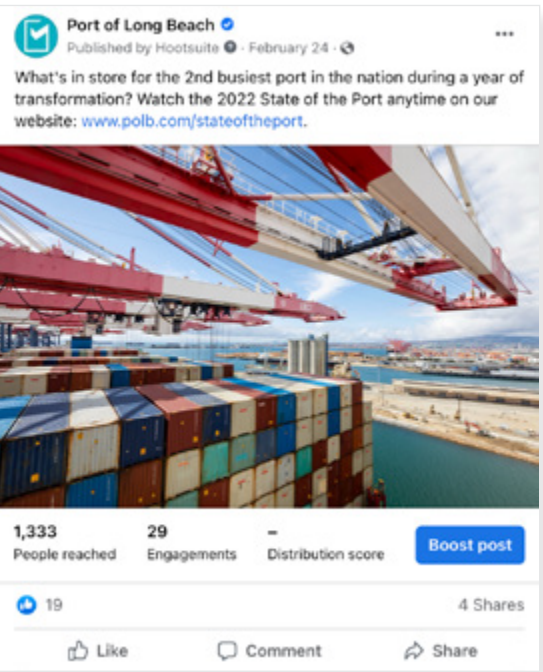 Port of Long Beach
Published by Hootsuite · February 24 ·
What's in store for the 2nd busiest port in the nation during a year of
transformation? Watch the 2022 State of the Port anytime on our
website: www.polb.com/stateoftheport.
1,333 29 – Boost post
People reached Engagements Distribution score
19 4 Shares
Like Comment Share